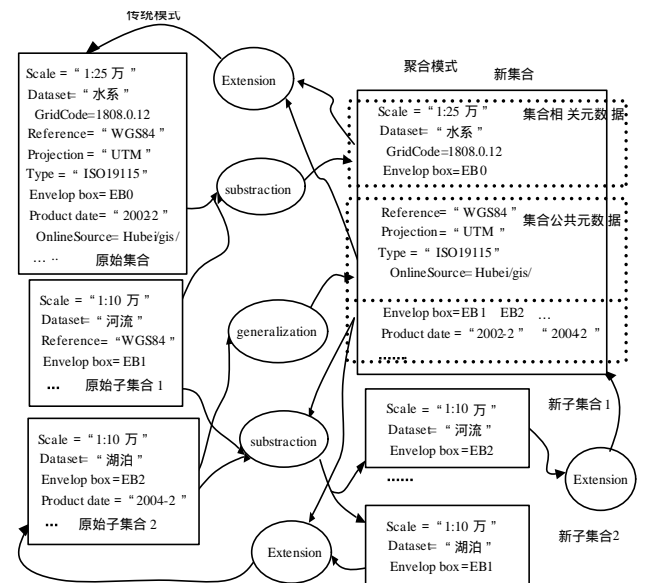 传统模式
Scale = “ 1:25 万 ”
Dataset= “ 水系 ”
GridCode=1808.0.12
Reference= “ WGS84 ”
Projection= “ UTM ”
Type = “ ISO19115 ”
Envelop box= EB0
Product date= “ 2002-2 ”
OnlineSource= Hubei/gis/
… .. 原始集合
Scale = “1:10 万 ”
Dataset= “ 河流 ”
Reference= “WGS84 ”
Envelop box= EB1
... 原始子集合 1
Scale = “1:10 万 ”
Dataset= “ 湖泊 ”
Envelop box=EB2
Product date = “2004-2 ”
... 原始子集合 2
Extension
substraction
generalization
substraction
Extension
聚合模式
新集合
Scale = “ 1:25 万 ”
集合相关元数据
Dataset= “ 水系 ”
GridCode=1808.0.12
Envelop box=EB0
Reference= “ WGS84 ”
集合公共元数据
Projection= “ UTM ”
Type = “ ISO19115 ”
OnlineSource= Hubei/gis/
Envelop box=EB1 EB2 …
Product date = “2002-2 ” “ 20042 ”
......
新子集合 1
Scale = “1:10 万 ”
Dataset= “ 河流 ”
Envelop box=EB2
......
Extension
新子集合2
Scale = “1:10 万 ”
Dataset= “ 湖泊 ”
Envelop box=EB1